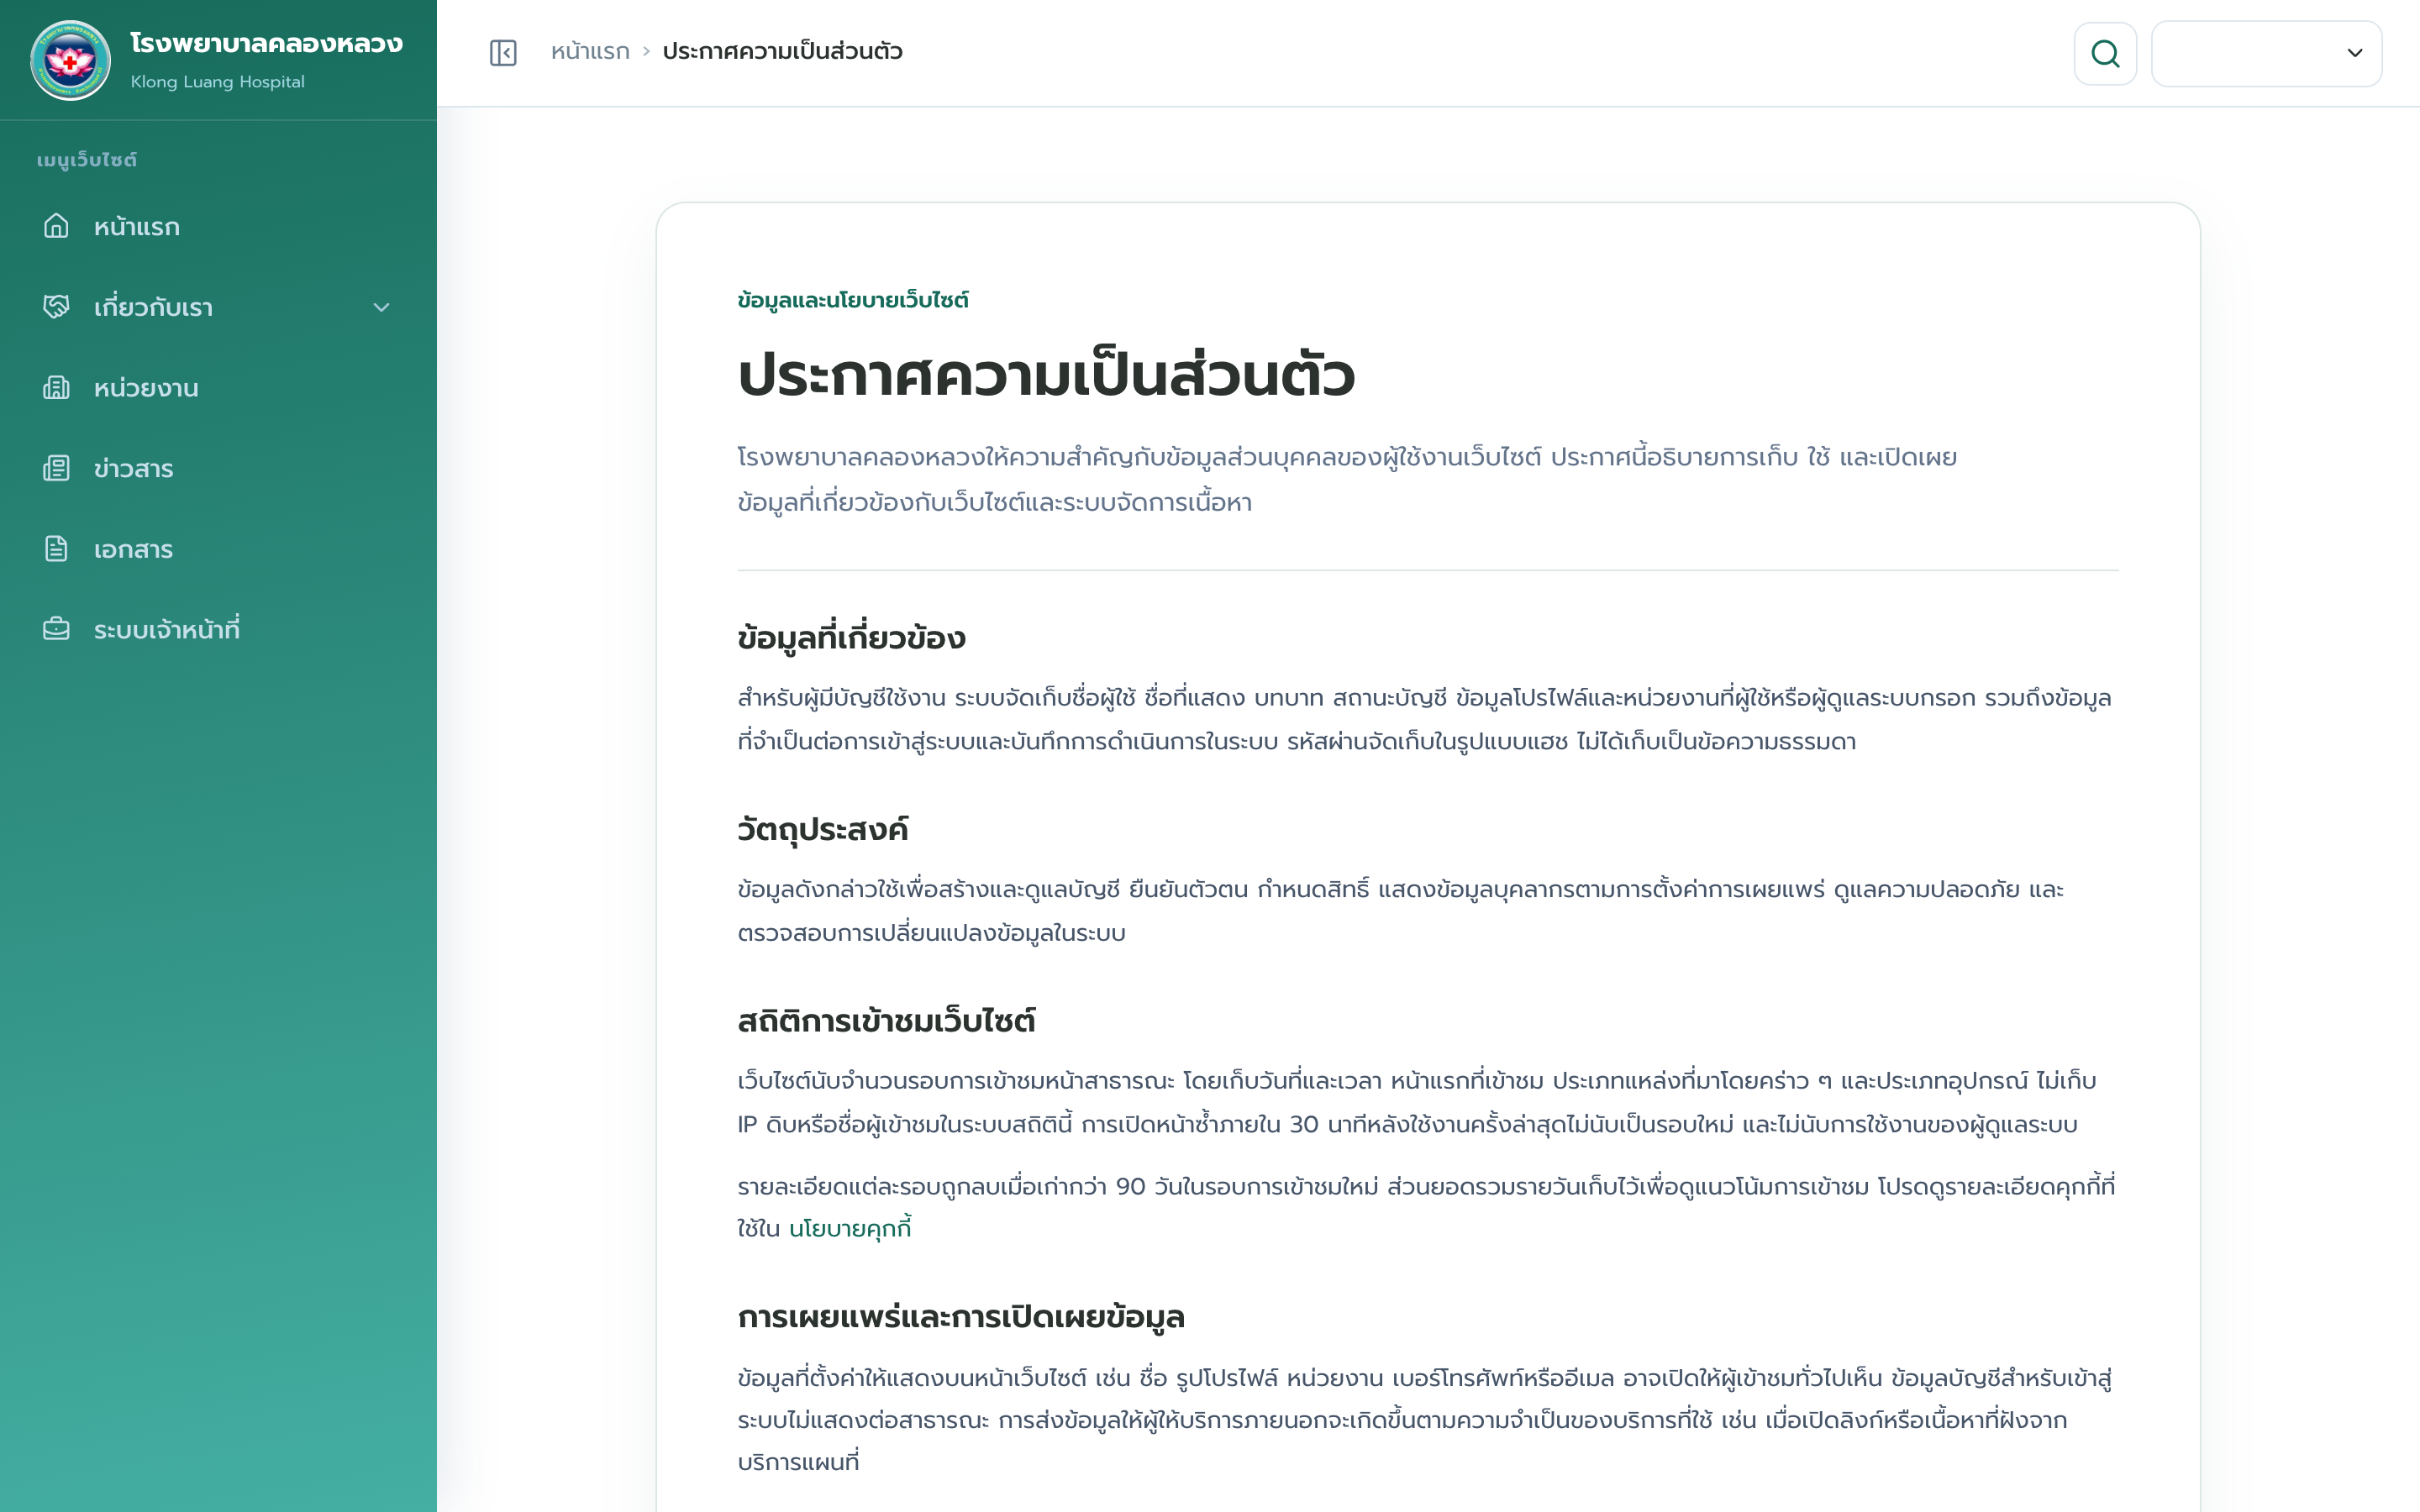 โรงพยาบาลคลองหลวง
Klong Luang Hospital
เมนูเว็บไซต์
หน้าแรก
เกี่ยวกับเรา
หน่วยงาน
ข่าวสาร
เอกสาร
ระบบเจ้าหน้าที่
หน้าแรก › ประกาศความเป็นส่วนตัว
ข้อมูลและนโยบายเว็บไซต์
ประกาศความเป็นส่วนตัว
โรงพยาบาลคลองหลวงให้ความสำคัญกับข้อมูลส่วนบุคคลของผู้ใช้งานเว็บไซต์ ประกาศนี้อธิบายการเก็บ ใช้ และเปิดเผย
ข้อมูลที่เกี่ยวข้องกับเว็บไซต์และระบบจัดการเนื้อหา
ข้อมูลที่เกี่ยวข้อง
สำหรับผู้มีบัญชีใช้งาน ระบบจัดเก็บชื่อผู้ใช้ ชื่อที่แสดง บทบาท สถานะบัญชี ข้อมูลโปรไฟล์และหน่วยงานที่ผู้ใช้หรือผู้ดูแลระบบกรอก รวมถึงข้อมูล
ที่จำเป็นต่อการเข้าสู่ระบบและบันทึกการดำเนินการในระบบ รหัสผ่านจัดเก็บในรูปแบบแฮช ไม่ได้เก็บเป็นข้อความธรรมดา
วัตถุประสงค์
ข้อมูลดังกล่าวใช้เพื่อสร้างและดูแลบัญชี ยืนยันตัวตน กำหนดสิทธิ์ แสดงข้อมูลบุคลากรตามการตั้งค่าการเผยแพร่ ดูแลความปลอดภัย และ
ตรวจสอบการเปลี่ยนแปลงข้อมูลในระบบ
สถิติการเข้าชมเว็บไซต์
เว็บไซต์นับจำนวนรอบการเข้าชมหน้าสาธารณะ โดยเก็บวันที่และเวลา หน้าแรกที่เข้าชม ประเภทแหล่งที่มาโดยคร่าว ๆ และประเภทอุปกรณ์ ไม่เก็บ
IP ดิบหรือชื่อผู้เข้าชมในระบบสถิตินี้ การเปิดหน้าซ้ำภายใน 30 นาทีหลังใช้งานครั้งล่าสุดไม่นับเป็นรอบใหม่ และไม่นับการใช้งานของผู้ดูแลระบบ
รายละเอียดแต่ละรอบถูกลบเมื่อเก่ากว่า 90 วันในรอบการเข้าชมใหม่ ส่วนยอดรวมรายวันเก็บไว้เพื่อดูแนวโน้มการเข้าชม โปรดดูรายละเอียดคุกกี้ที่
ใช้ใน นโยบายคุกกี้
การเผยแพร่และการเปิดเผยข้อมูล
ข้อมูลที่ตั้งค่าให้แสดงบนหน้าเว็บไซต์ เช่น ชื่อ รูปโปรไฟล์ หน่วยงาน เบอร์โทรศัพท์หรืออีเมล อาจเปิดให้ผู้เข้าชมทั่วไปเห็น ข้อมูลบัญชีสำหรับเข้าสู่
ระบบไม่แสดงต่อสาธารณะ การส่งข้อมูลให้ผู้ให้บริการภายนอกจะเกิดขึ้นตามความจำเป็นของบริการที่ใช้ เช่น เมื่อเปิดลิงก์หรือเนื้อหาที่ฝังจาก
บริการแผนที่